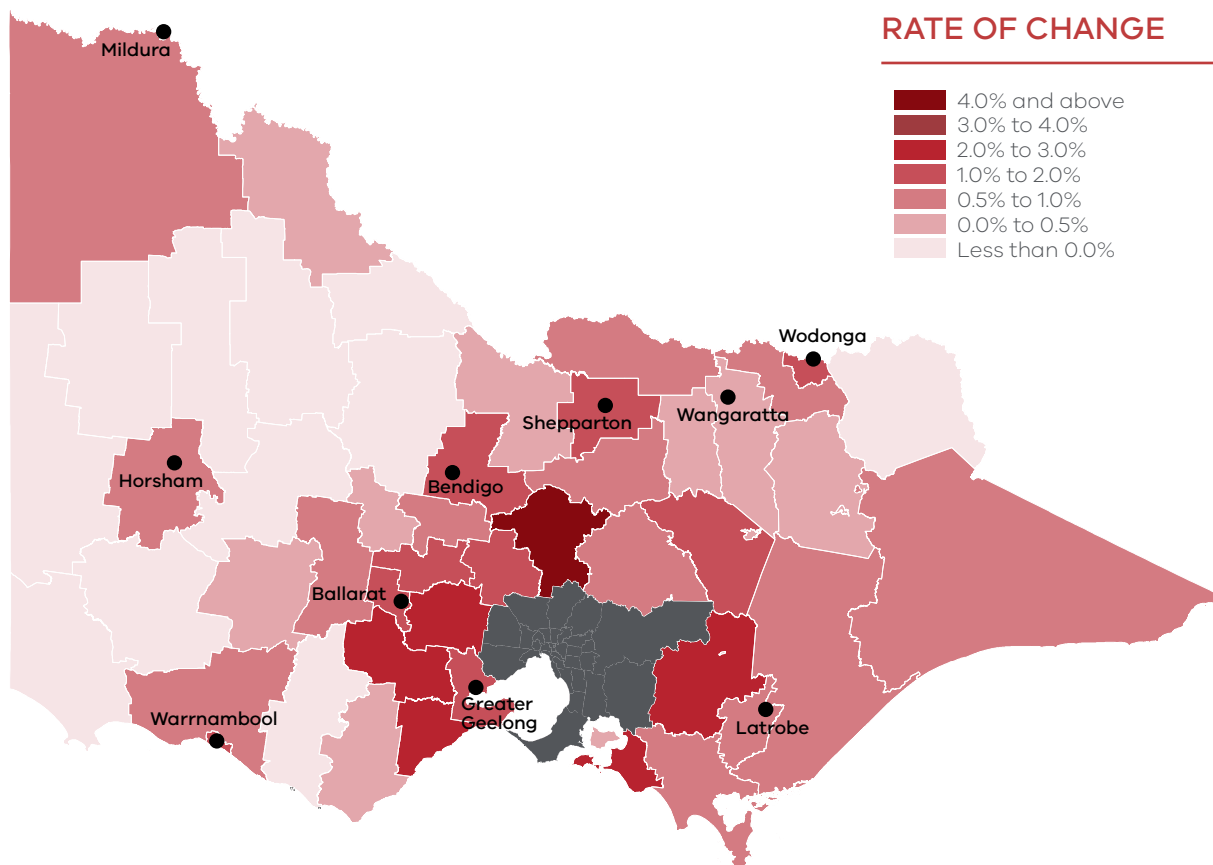 RATE OF CHANGE
4.0% and above
3.0% to 4.0%
2.0% to 3.0%
1.0% to 2.0%
0.5% to 1.0%
0.0% to 0.5%
Less than 0.0%
Mildura
Wodonga
Shepparton
Wangaratta
Horsham
Bendigo
Ballarat
Greater
Geelong
Warrnambool
Latrobe